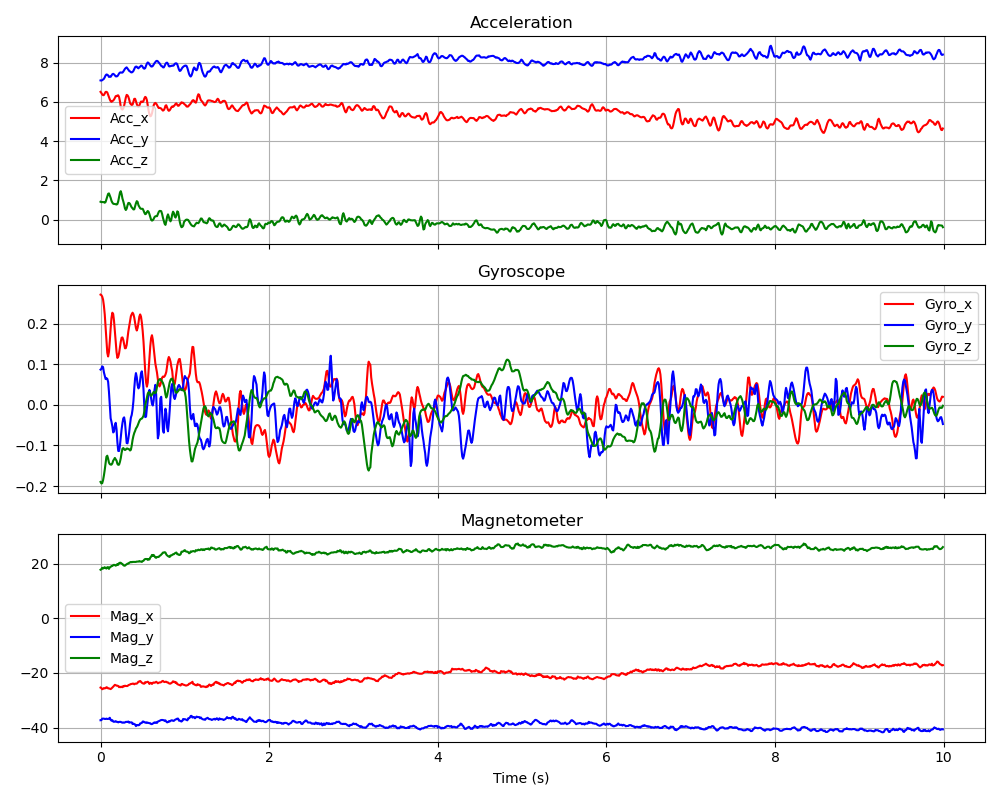 Acceleration
8
6
4
2
0
Acc_x
Acc_y
Acc_z
Gyroscope
0.2
0.1
0.0
−0.1
−0.2
Gyro_x
Gyro_y
Gyro_z
Magnetometer
20
0
−20
−40
Mag_x
Mag_y
Mag_z
0 2 4 6 8 10
Time (s)